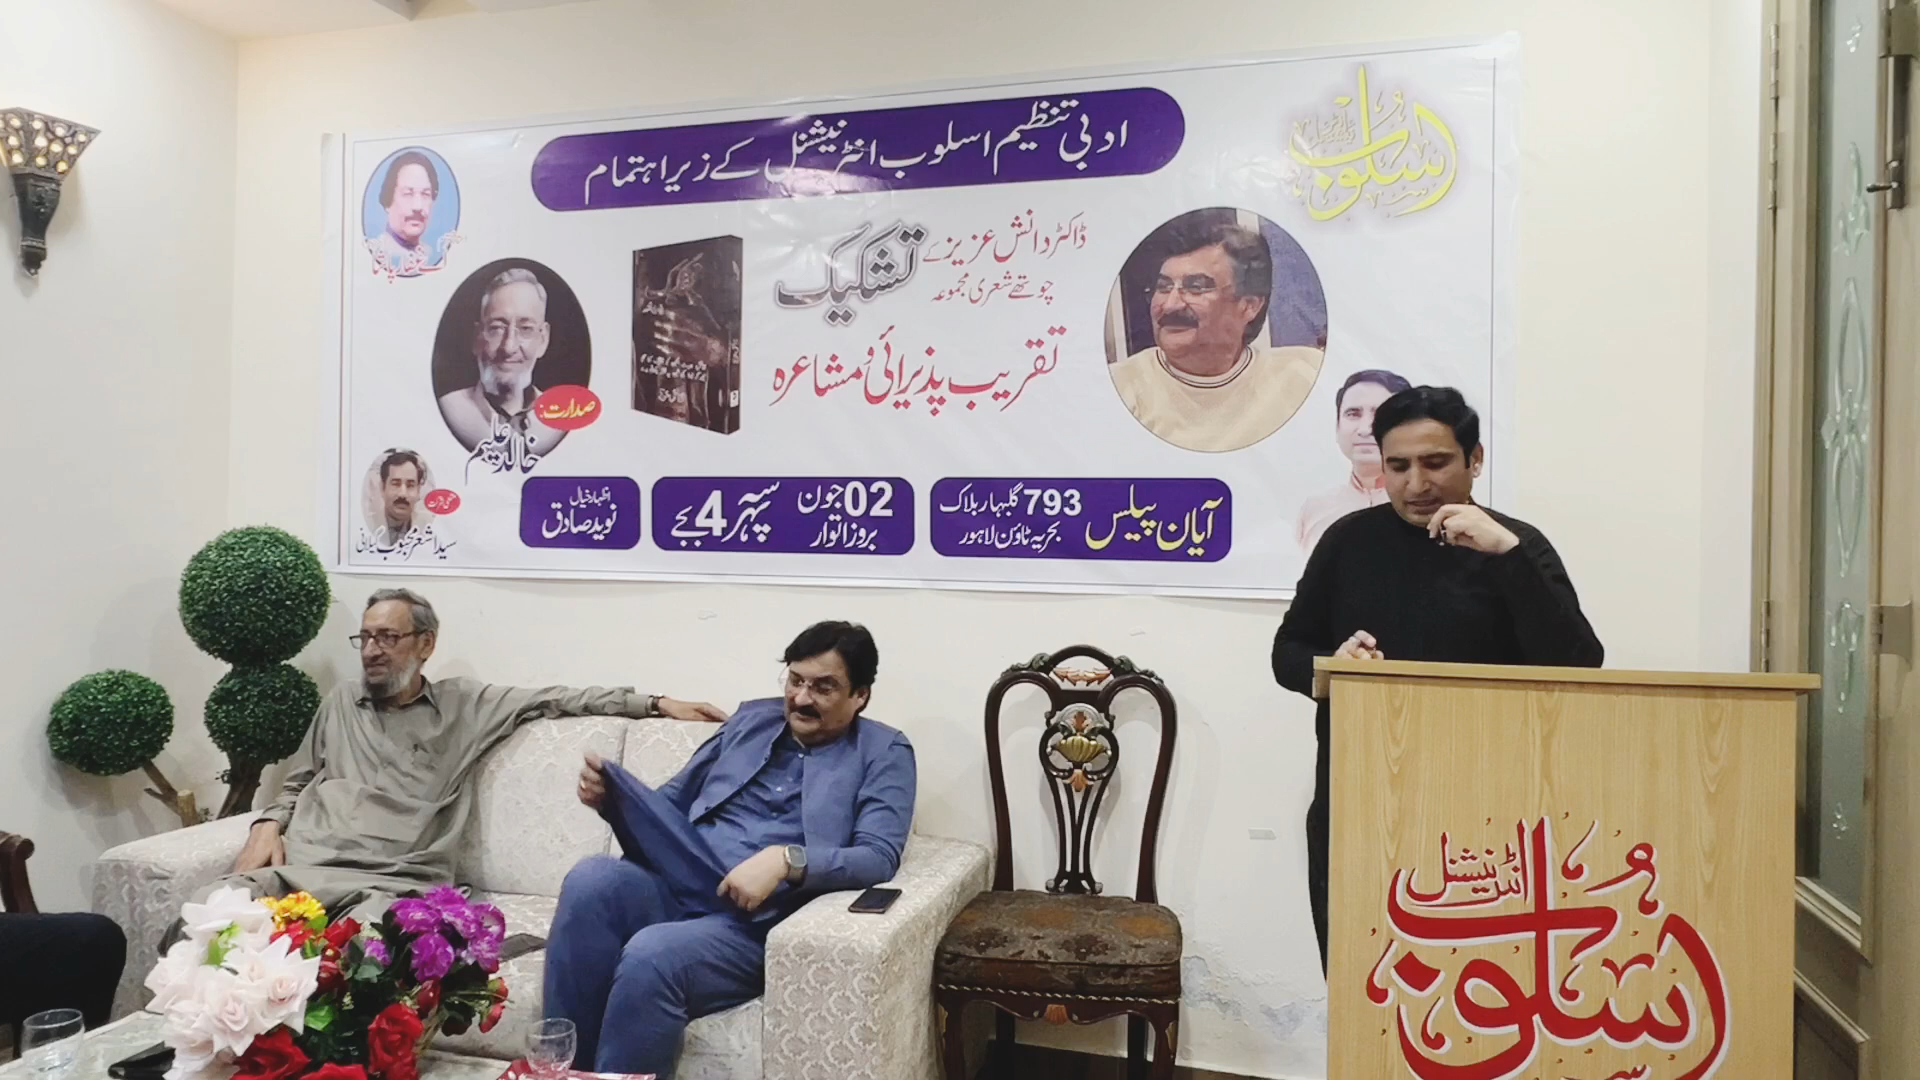 ادبی تنظیم اسلوب انٹرنیشنل کے زیر اہتمام
اسلوب
ڈاکٹر دانش عزیز کے
چوتھے شعری مجموعہ
تشکیک
تقریب پذیرائی و مشاعرہ
صدارت:
خالد علیم
سید اشعر محبوب گیلانی
آیان پیلس
793 گلبہار بلاک
بحریہ ٹاؤن لاہور
02 جون
بروز اتوار
سہ پہر 4 بجے
اظہار خیال
نوید صادق
اسلوب
انٹرنیشنل